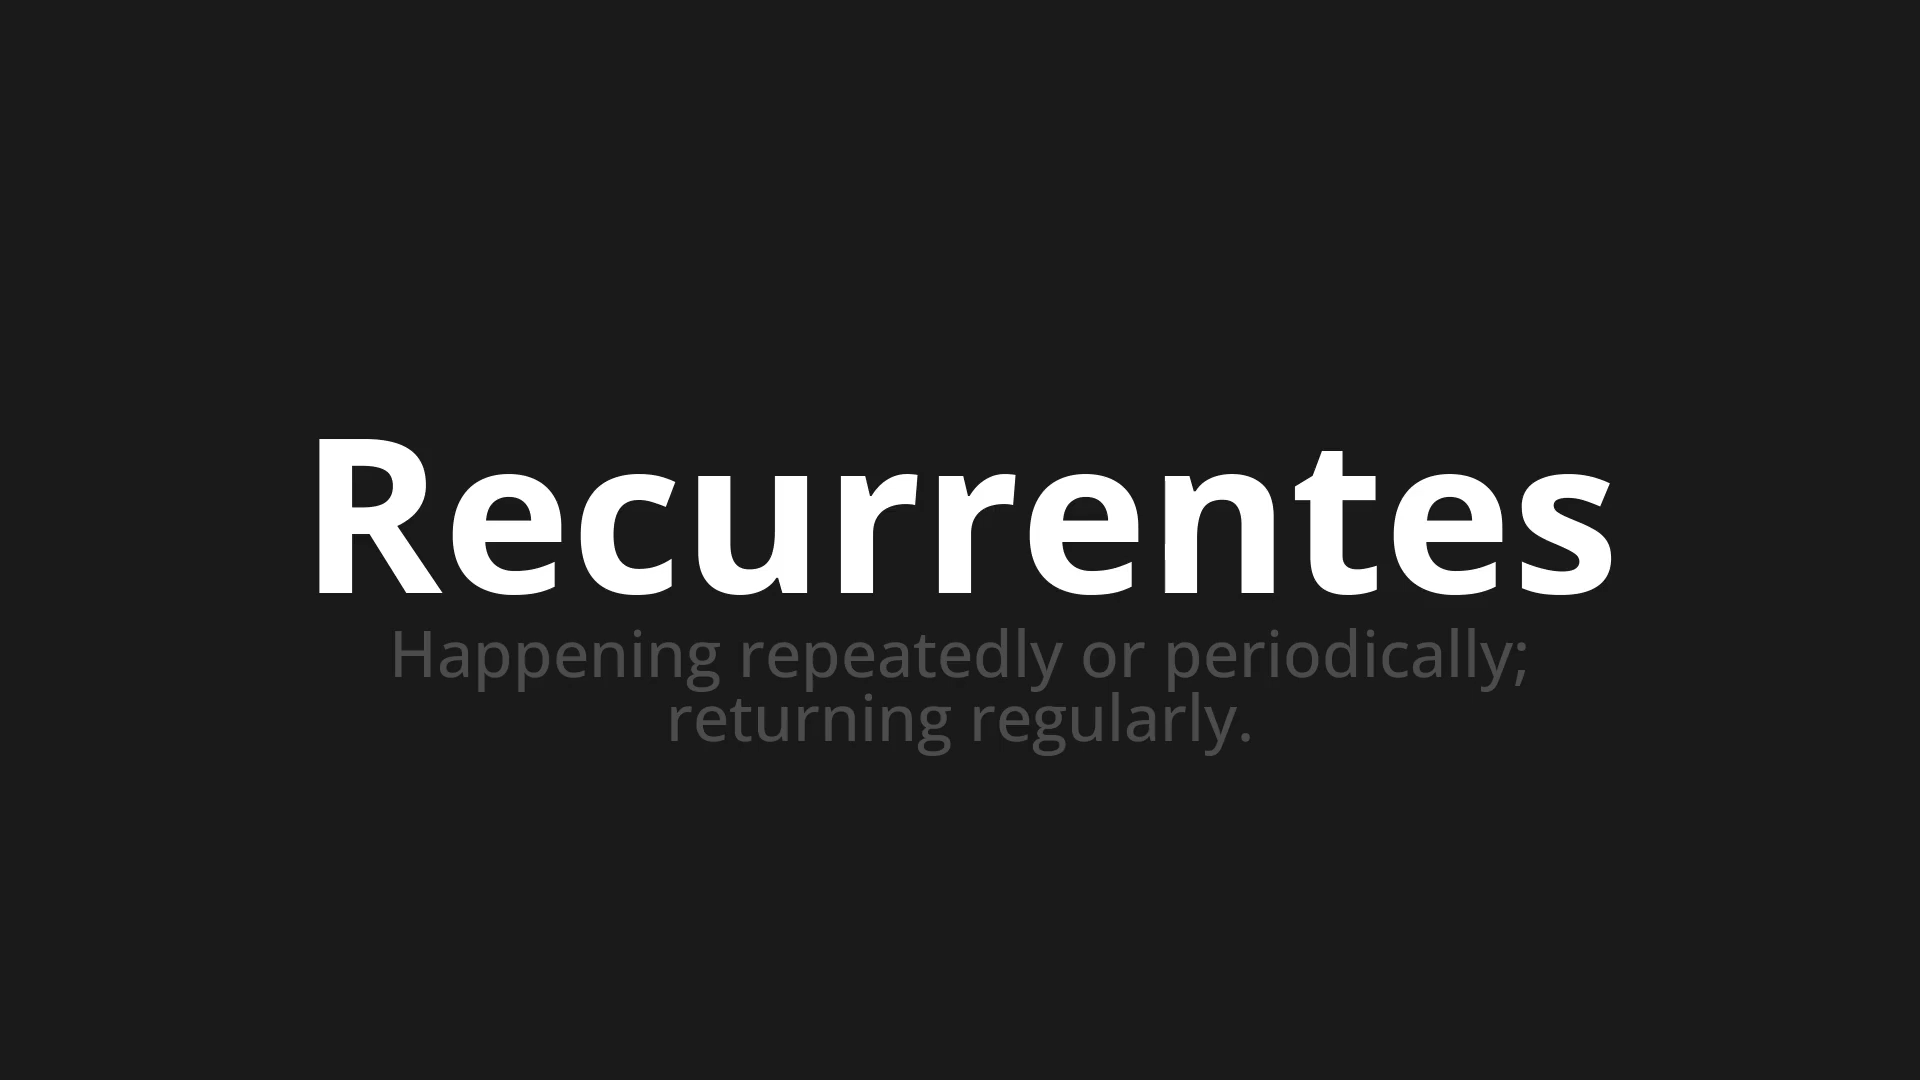 Recurrentes
Happening repeatedly or periodically;
returning regularly.